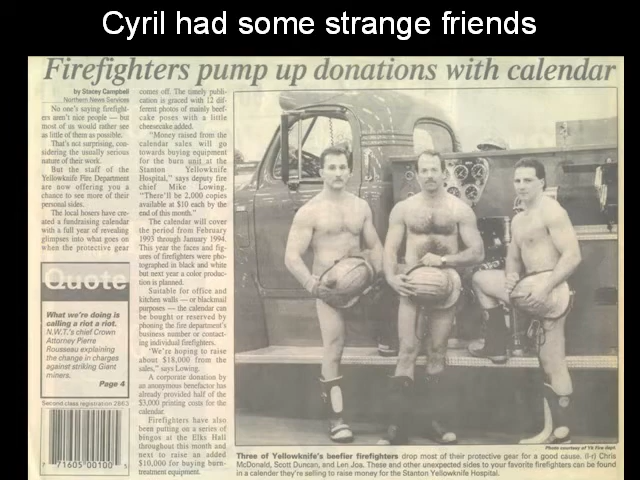 Cyril had some strange friends
Firefighters pump up donations with calendar
by Stacey Campbell
Northern News Services
No one's saying firefight-
ers aren't nice people — but
most of us would rather see
as little of them as possible.
That's not surprising, con-
sidering the usually serious
nature of their work.
But the staff of the
Yellowknife Fire Department
are now offering you a
chance to see more of their
personal sides.
The local hosers have cre-
ated a fundraising calendar
with a full year of revealing
glimpses into what goes on
when the protective gear
comes off. The timely publi-
cation is graced with 12 dif-
ferent photos of mainly beef-
cake poses with a little
cheesecake added.
"Money raised from the
calendar sales will go
towards buying equipment
for the burn unit at the
Stanton Yellowknife
Hospital," says deputy fire
chief Mike Lowing.
"There'll be 2,000 copies
available at $10 each by the
end of this month."
The calendar will cover
the period from February
1993 through January 1994.
This year the faces and fig-
ures of firefighters were pho-
tographed in black and white
but next year a color produc-
tion is planned.
Suitable for office and
kitchen walls — or blackmail
purposes — the calendar can
be bought or reserved by
phoning the fire department's
business number or contact-
ing individual firefighters.
"We're hoping to raise
about $18,000 from the
sales," says Lowing.
A corporate donation by
an anonymous benefactor has
already provided half of the
$3,000 printing costs for the
calendar.
Firefighters have also
been putting on a series of
bingos at the Elks Hall
throughout this month and
next to raise an added
$10,000 for buying burn-
treatment equipment.
Quote
What we're doing is
calling a riot a riot.
N.W.T.'s chief Crown
Attorney Pierre
Rousseau explaining
the change in charges
against striking Giant
miners.
Page 4
Second class registration 2863
7 71605 00100 3
Photo courtesy of Yk Fire dept.
Three of Yellowknife's beefier firefighters drop most of their protective gear for a good cause. (l-r) Chris
McDonald, Scott Duncan, and Len Joa. These and other unexpected sides to your favorite firefighters can be found
in a calendar they're selling to raise money for the Stanton Yellowknife Hospital.